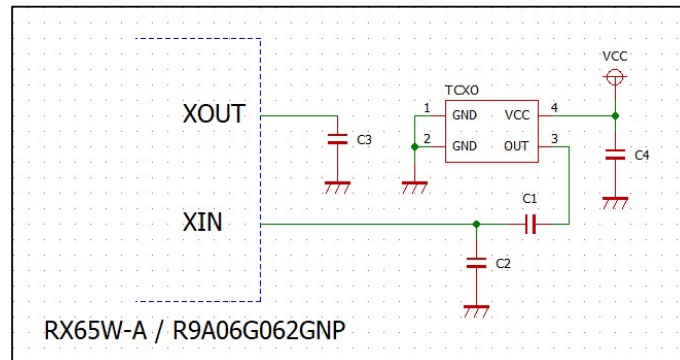 VCC
TCXO
XOUT
C3
1 GND VCC 4
2 GND OUT 3
C4
C1
XIN
C2
RX65W-A / R9A06G062GNP